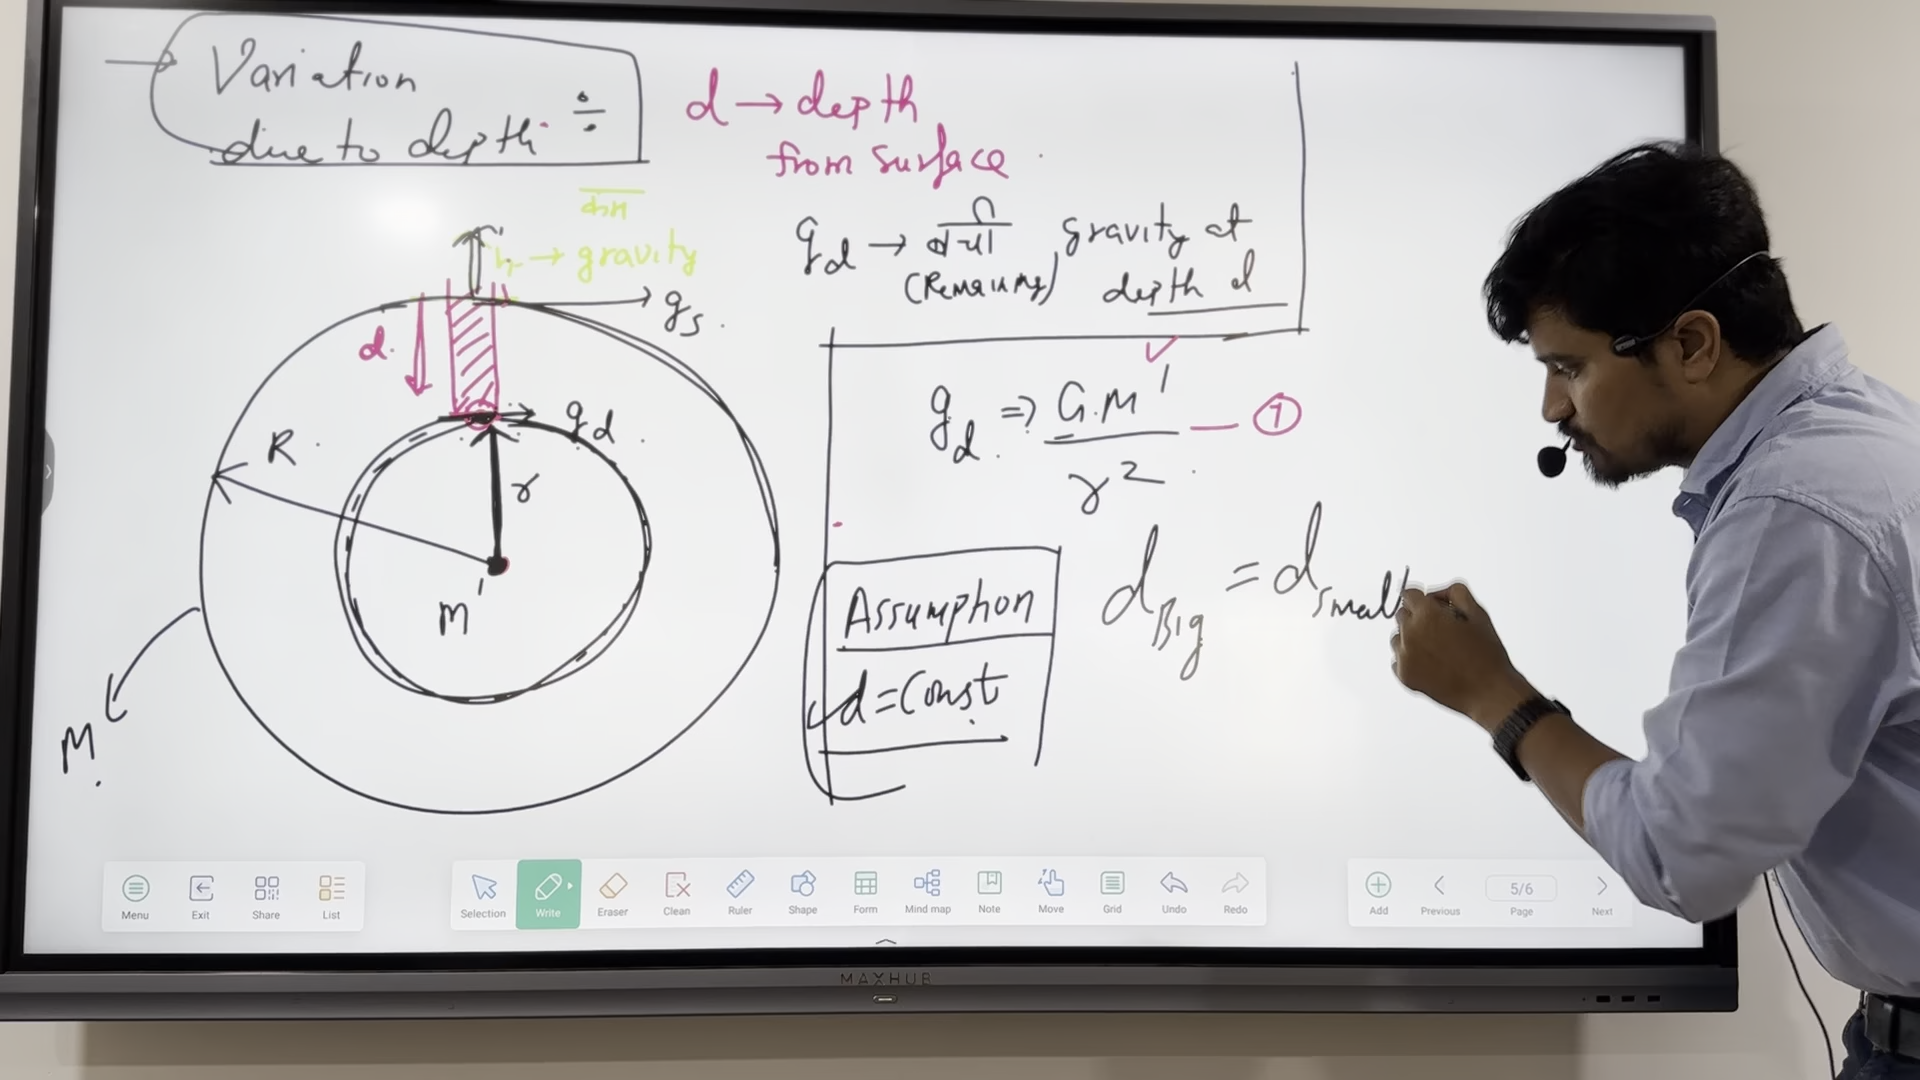 Variation
due to depth ÷
d → depth
from surface
h → gravity
gs
gd → gravity at
(Remaining) depth d
d
gd
R
r
M'
M
gd ⇒ G.M' / r² — ①
Assumption
d = Const
dBig = dsmall
Menu
Exit
Share
List
Selection
Write
Eraser
Clean
Ruler
Shape
Form
Mind map
Note
Move
Grid
Undo
Redo
Add
Previous
5/6
Page
Next
MAXHUB